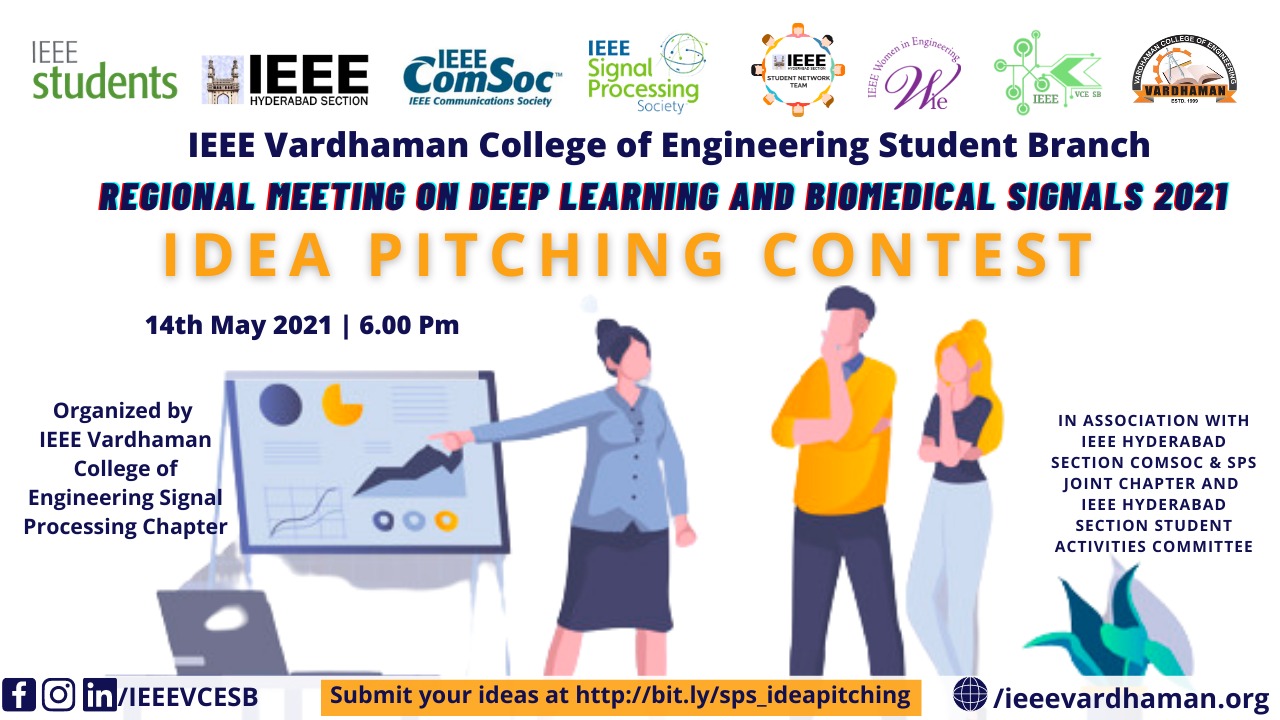 IEEE
students
IEEE
HYDERABAD SECTION
IEEE
ComSoc™
IEEE Communications Society
IEEE
Signal
Processing
Society
IEEE
HYDERABAD SECTION
STUDENT NETWORK
TEAM
IEEE Women in Engineering
WIE
IEEE
VCE SB
VARDHAMAN COLLEGE OF ENGINEERING
VARDHAMAN
ESTD. 1999
IEEE Vardhaman College of Engineering Student Branch
REGIONAL MEETING ON DEEP LEARNING AND BIOMEDICAL SIGNALS 2021
IDEA PITCHING CONTEST
14th May 2021 | 6.00 Pm
Organized by
IEEE Vardhaman
College of
Engineering Signal
Processing Chapter
IN ASSOCIATION WITH
IEEE HYDERABAD
SECTION COMSOC & SPS
JOINT CHAPTER AND
IEEE HYDERABAD
SECTION STUDENT
ACTIVITIES COMMITTEE
/IEEEVCESB
Submit your ideas at http://bit.ly/sps_ideapitching
/ieeevardhaman.org